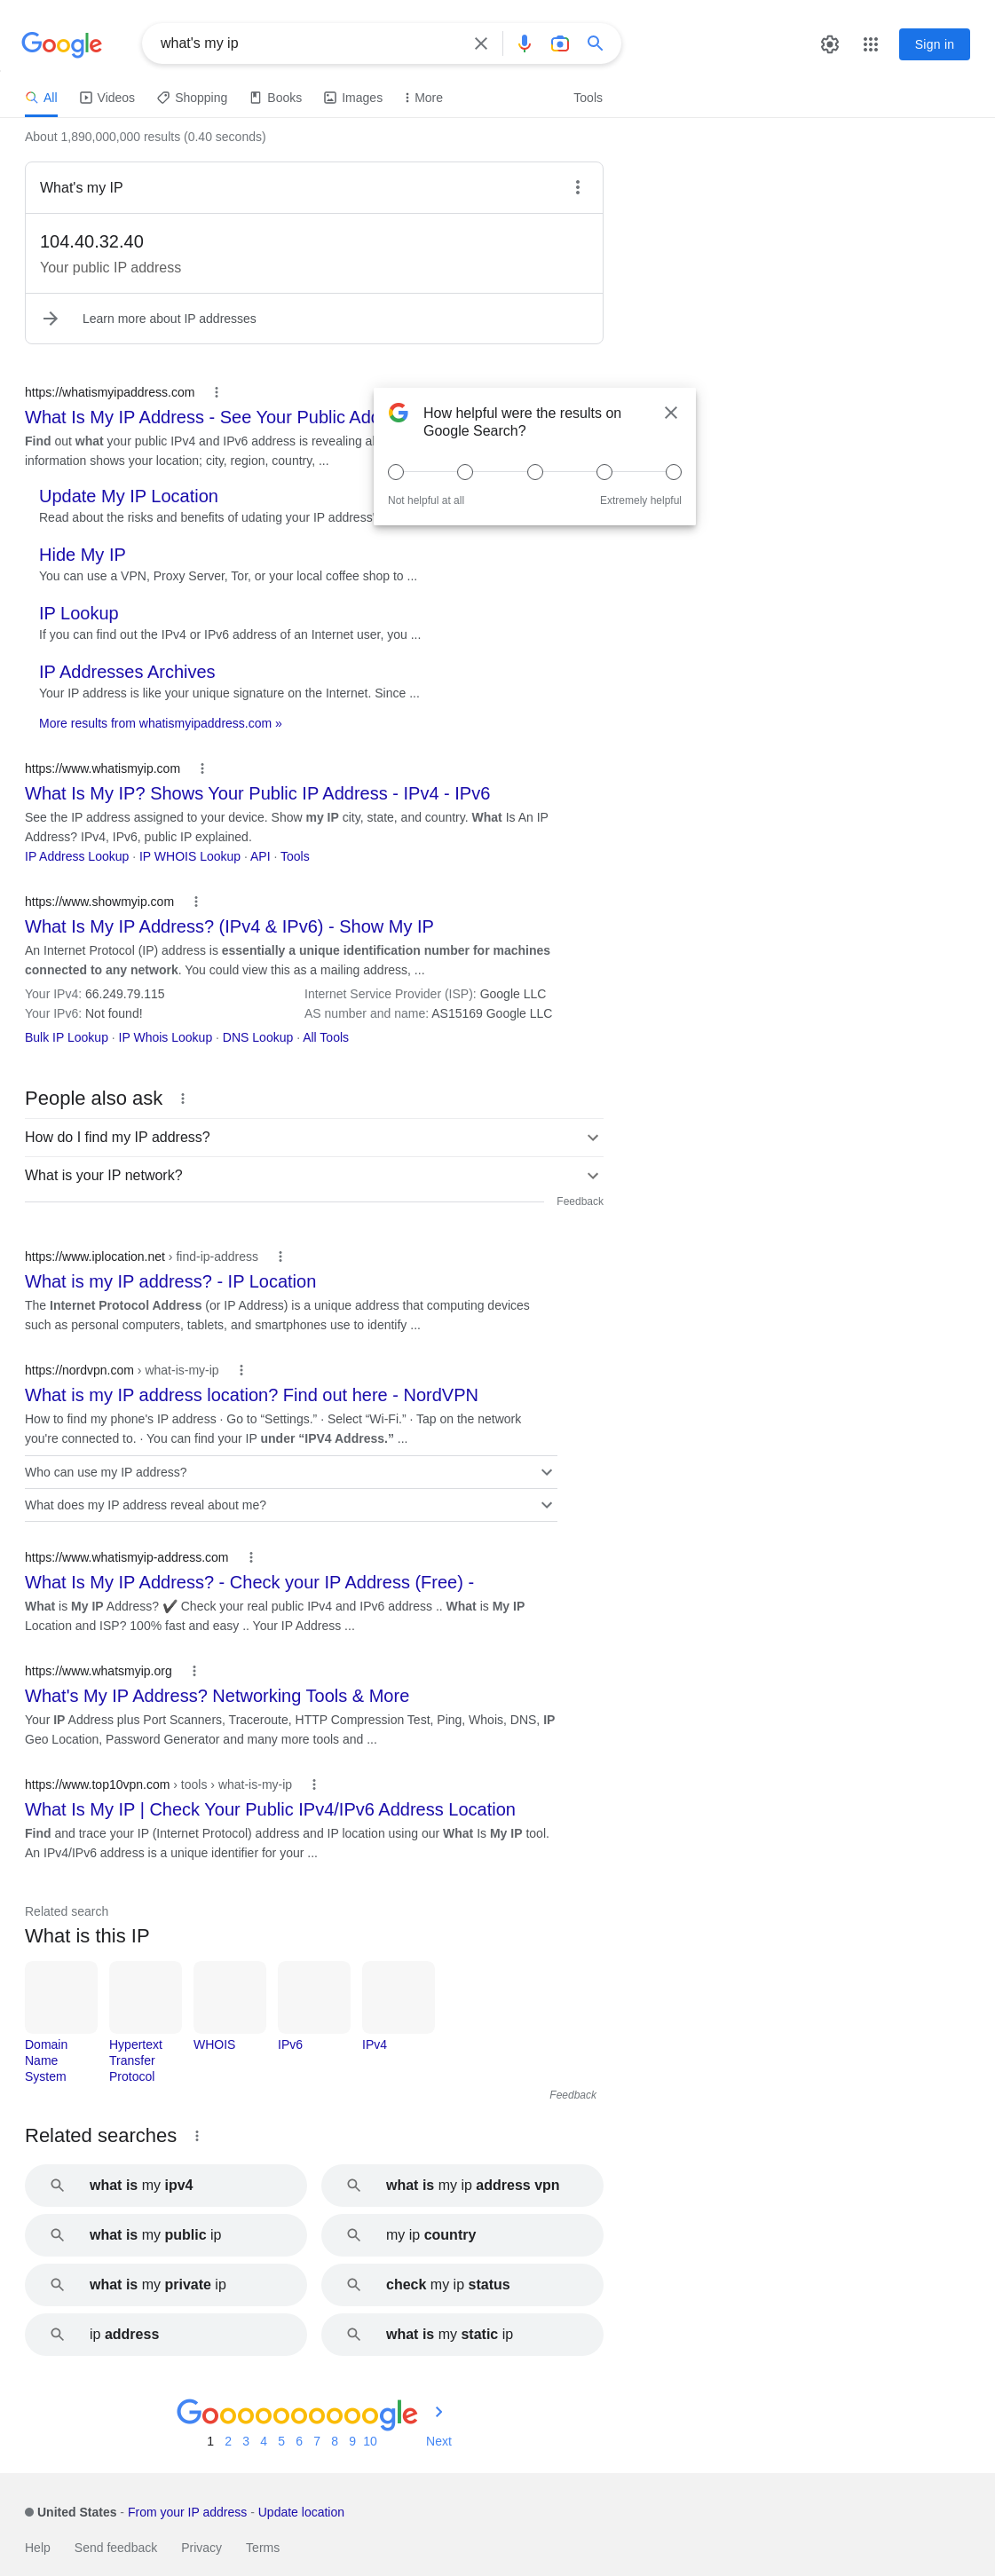 Google
what's my ip
Sign in
All
Videos
Shopping
Books
Images
More
Tools
About 1,890,000,000 results (0.40 seconds)
What's my IP
104.40.32.40
Your public IP address
Learn more about IP addresses
https://whatismyipaddress.com
What Is My IP Address - See Your Public Add
Find out what your public IPv4 and IPv6 address is revealing
information shows your location; city, region, country, ...
How helpful were the results on
Google Search?
Not helpful at all
Extremely helpful
Update My IP Location
Read about the risks and benefits of udating your IP address
Hide My IP
You can use a VPN, Proxy Server, Tor, or your local coffee shop to ...
IP Lookup
If you can find out the IPv4 or IPv6 address of an Internet user, you ...
IP Addresses Archives
Your IP address is like your unique signature on the Internet. Since ...
More results from whatismyipaddress.com »
https://www.whatismyip.com
What Is My IP? Shows Your Public IP Address - IPv4 - IPv6
See the IP address assigned to your device. Show my IP city, state, and country. What Is An IP
Address? IPv4, IPv6, public IP explained.
IP Address Lookup · IP WHOIS Lookup · API · Tools
https://www.showmyip.com
What Is My IP Address? (IPv4 & IPv6) - Show My IP
An Internet Protocol (IP) address is essentially a unique identification number for machines
connected to any network. You could view this as a mailing address, ...
Your IPv4: 66.249.79.115
Internet Service Provider (ISP): Google LLC
Your IPv6: Not found!
AS number and name: AS15169 Google LLC
Bulk IP Lookup · IP Whois Lookup · DNS Lookup · All Tools
People also ask
How do I find my IP address?
What is your IP network?
Feedback
https://www.iplocation.net › find-ip-address
What is my IP address? - IP Location
The Internet Protocol Address (or IP Address) is a unique address that computing devices
such as personal computers, tablets, and smartphones use to identify ...
https://nordvpn.com › what-is-my-ip
What is my IP address location? Find out here - NordVPN
How to find my phone's IP address · Go to “Settings.” · Select “Wi-Fi.” · Tap on the network
you're connected to. · You can find your IP under “IPV4 Address.” ...
Who can use my IP address?
What does my IP address reveal about me?
https://www.whatismyip-address.com
What Is My IP Address? - Check your IP Address (Free) -
What is My IP Address? ✔️ Check your real public IPv4 and IPv6 address .. What is My IP
Location and ISP? 100% fast and easy .. Your IP Address ...
https://www.whatsmyip.org
What's My IP Address? Networking Tools & More
Your IP Address plus Port Scanners, Traceroute, HTTP Compression Test, Ping, Whois, DNS, IP
Geo Location, Password Generator and many more tools and ...
https://www.top10vpn.com › tools › what-is-my-ip
What Is My IP | Check Your Public IPv4/IPv6 Address Location
Find and trace your IP (Internet Protocol) address and IP location using our What Is My IP tool.
An IPv4/IPv6 address is a unique identifier for your ...
Related search
What is this IP
Domain
Name
System
Hypertext
Transfer
Protocol
WHOIS
IPv6
IPv4
Feedback
Related searches
what is my ipv4
what is my ip address vpn
what is my public ip
my ip country
what is my private ip
check my ip status
ip address
what is my static ip
Goooooooooogle
1 2 3 4 5 6 7 8 9 10 Next
United States - From your IP address - Update location
Help Send feedback Privacy Terms